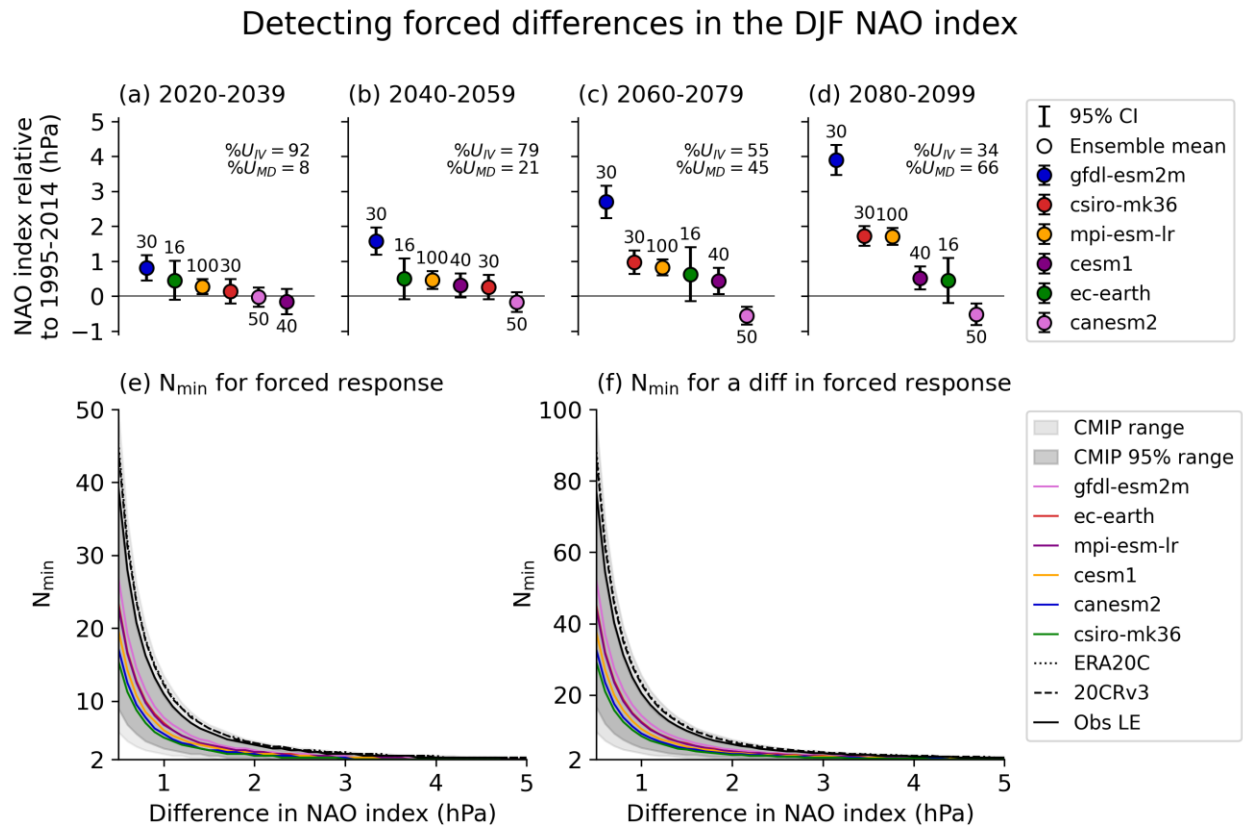 Detecting forced differences in the DJF NAO index
(a) 2020-2039
(b) 2040-2059
(c) 2060-2079
(d) 2080-2099
NAO index relative
to 1995-2014 (hPa)
5
4
3
2
1
0
−1
%U_IV = 92
%U_MD = 8
30
16
100
30
50
40
%U_IV = 79
%U_MD = 21
30
16
100
40
30
50
%U_IV = 55
%U_MD = 45
30
30
100
16
40
50
%U_IV = 34
%U_MD = 66
30
30
100
40
16
50
95% CI
Ensemble mean
gfdl-esm2m
csiro-mk36
mpi-esm-lr
cesm1
ec-earth
canesm2
(e) N_min for forced response
N_min
50
40
30
20
10
2
1
2
3
4
5
Difference in NAO index (hPa)
(f) N_min for a diff in forced response
N_min
100
80
60
40
20
2
1
2
3
4
5
Difference in NAO index (hPa)
CMIP range
CMIP 95% range
gfdl-esm2m
ec-earth
mpi-esm-lr
cesm1
canesm2
csiro-mk36
ERA20C
20CRv3
Obs LE